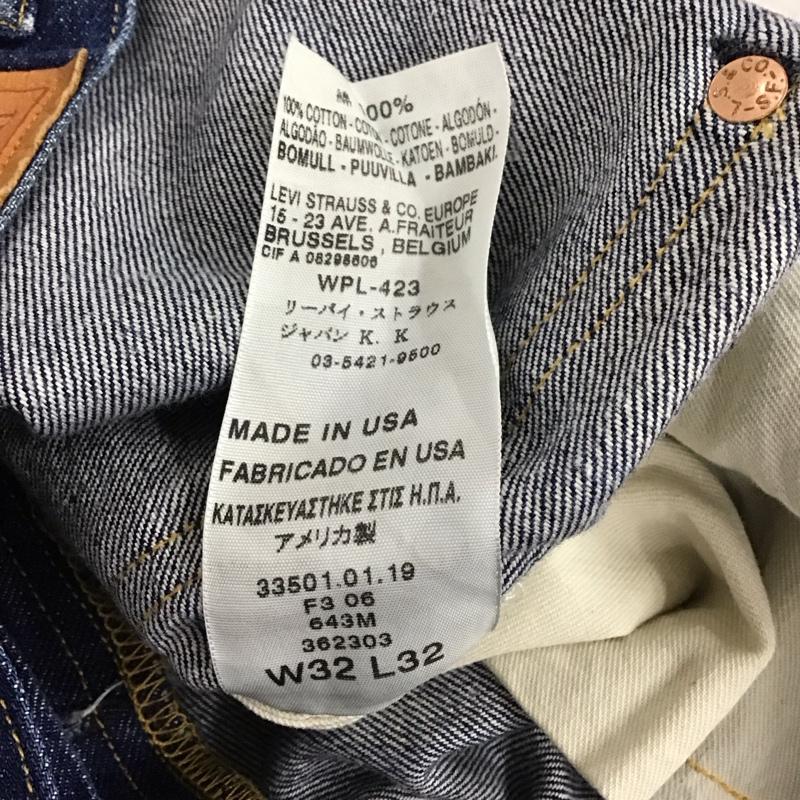 綿 100%
100% COTTON - COTON - COTONE - ALGODÓN -
ALGODÃO - BAUMWOLLE - KATOEN - BOMULD -
BOMULL - PUUVILLA - BAMBAKI.
LEVI STRAUSS & CO. EUROPE
15 - 23 AVE. A.FRAITEUR
BRUSSELS , BELGIUM
CIF A 08298606
WPL-423
リーバイ・ストラウス
ジャパン K. K
03-5421-9500
MADE IN USA
FABRICADO EN USA
ΚΑΤΑΣΚΕΥΑΣΤΗΚΕ ΣΤΙΣ Η.Π.Α.
アメリカ製
33501.01.19
F3 06
643M
362303
W32 L32
L.S.&CO.-S.F.-